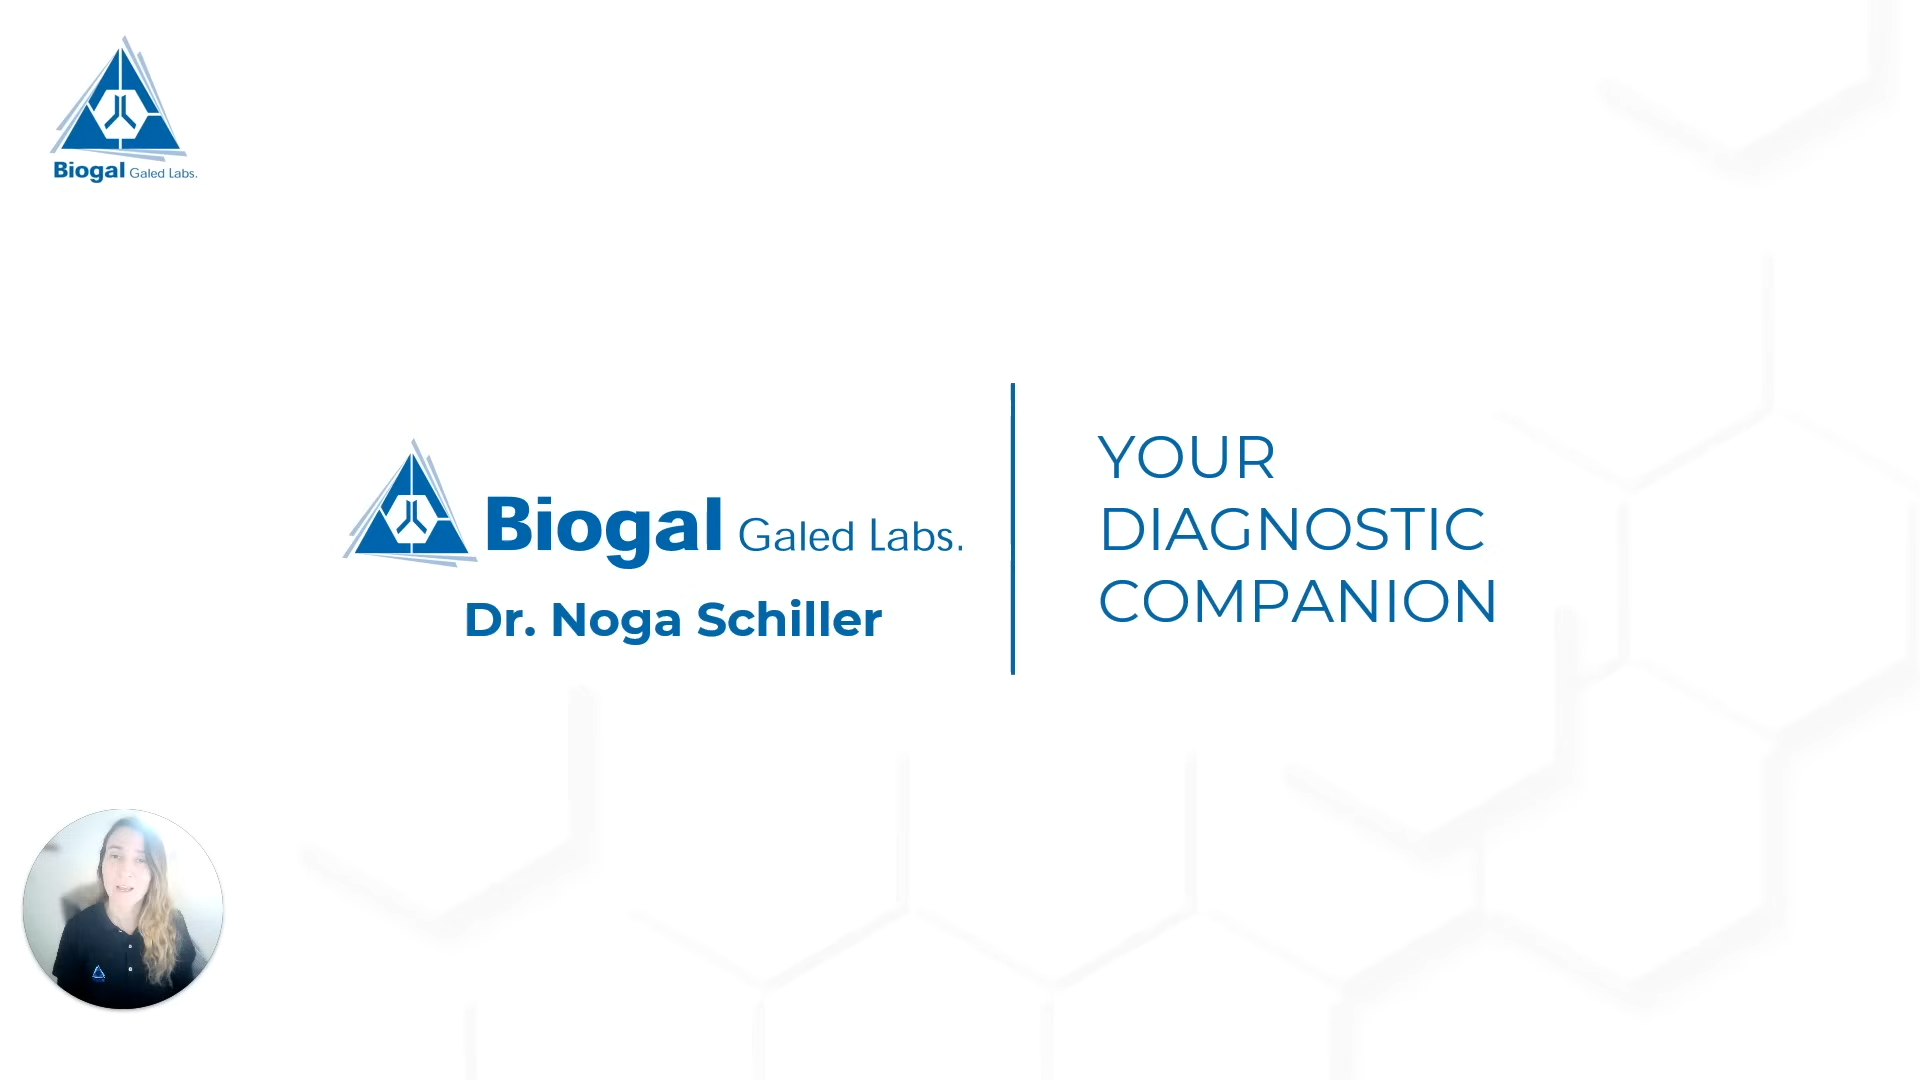 Biogal Galed Labs.
Biogal Galed Labs.
Dr. Noga Schiller
YOUR
DIAGNOSTIC
COMPANION